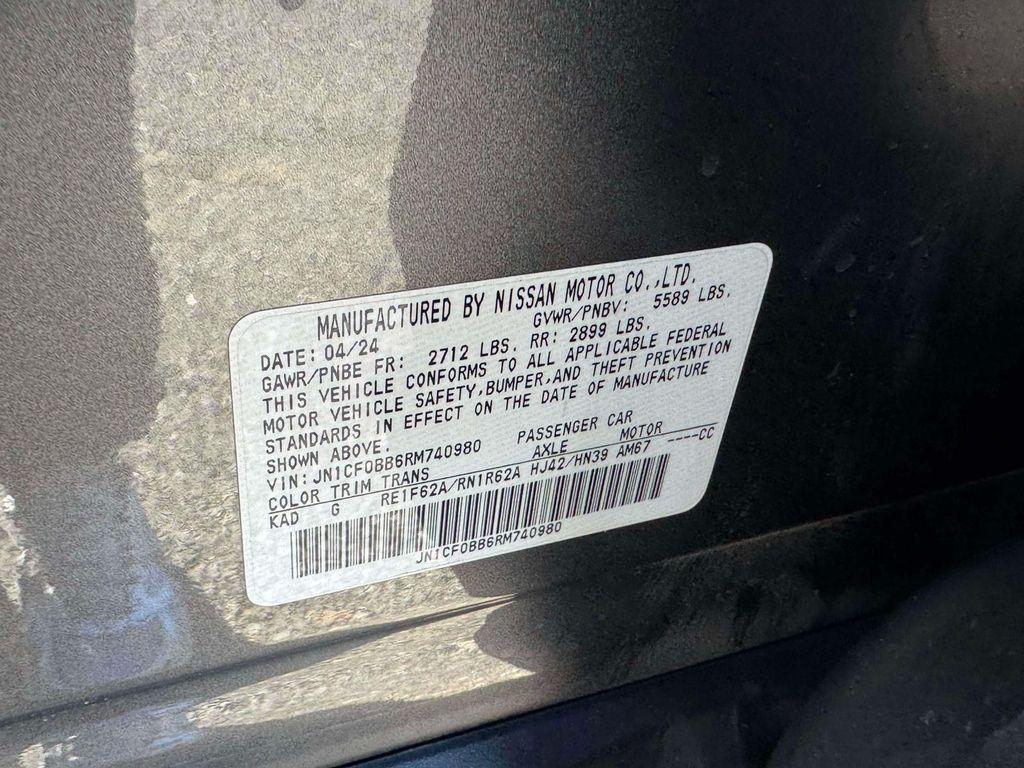 MANUFACTURED BY NISSAN MOTOR CO.,LTD.
DATE: 04/24 GVWR/PNBV: 5589 LBS.
GAWR/PNBE FR: 2712 LBS. RR: 2899 LBS.
THIS VEHICLE CONFORMS TO ALL APPLICABLE FEDERAL
MOTOR VEHICLE SAFETY,BUMPER,AND THEFT PREVENTION
STANDARDS IN EFFECT ON THE DATE OF MANUFACTURE
SHOWN ABOVE.
VIN:JN1CF0BB6RM740980 PASSENGER CAR
COLOR TRIM TRANS AXLE MOTOR
KAD G RE1F62A/RN1R62A HJ42/HN39 AM67 ----CC
JN1CF0BB6RM740980